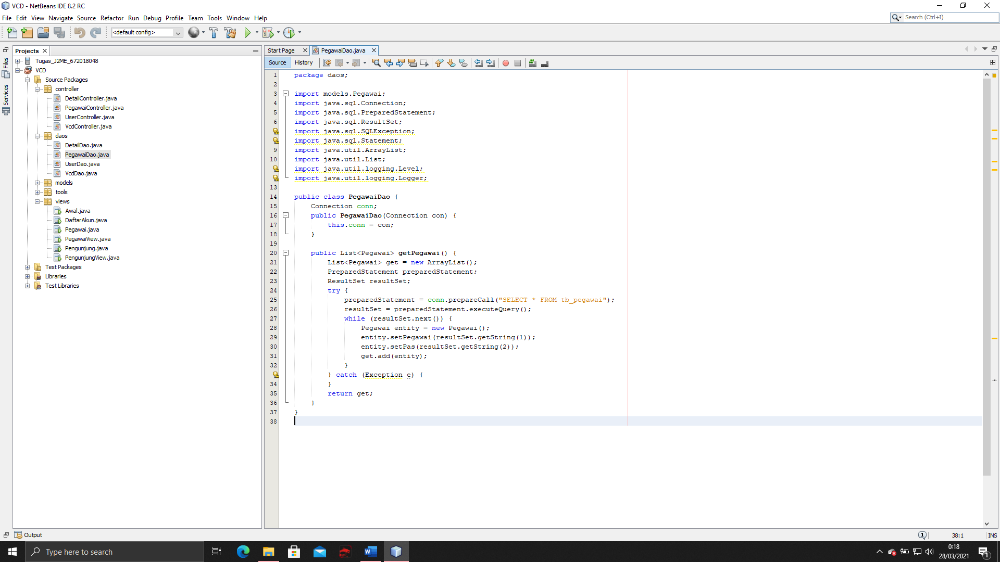 VCD - NetBeans IDE 8.2 RC
File Edit View Navigate Source Refactor Run Debug Profile Team Tools Window Help
Search (Ctrl+I)
<default config>
Files
Services
Projects
Tugas_J2ME_672018048
VCD
Source Packages
controller
DetailController.java
PegawaiController.java
UserController.java
VcdController.java
daos
DetailDao.java
PegawaiDao.java
UserDao.java
VcdDao.java
models
tools
views
Awal.java
DaftarAkun.java
Pegawai.java
PegawaiView.java
Pengunjung.java
PengunjungView.java
Test Packages
Libraries
Test Libraries
Start Page PegawaiDao.java
Source History
1 package daos;
2
3 import models.Pegawai;
4 import java.sql.Connection;
5 import java.sql.PreparedStatement;
6 import java.sql.ResultSet;
import java.sql.SQLException;
import java.sql.Statement;
9 import java.util.ArrayList;
10 import java.util.List;
import java.util.logging.Level;
import java.util.logging.Logger;
13
14 public class PegawaiDao {
15 Connection conn;
16 public PegawaiDao(Connection con) {
17 this.conn = con;
18 }
19
20 public List<Pegawai> getPegawai() {
21 List<Pegawai> get = new ArrayList();
22 PreparedStatement preparedStatement;
23 ResultSet resultSet;
24 try {
25 preparedStatement = conn.prepareCall("SELECT * FROM tb_pegawai");
26 resultSet = preparedStatement.executeQuery();
27 while (resultSet.next()) {
28 Pegawai entity = new Pegawai();
29 entity.setPegawai(resultSet.getString(1));
30 entity.setPas(resultSet.getString(2));
31 get.add(entity);
32 }
} catch (Exception e) {
34 }
35 return get;
36 }
37 }
38
Output
1
38:1
INS
Type here to search
0:18
28/03/2021
1